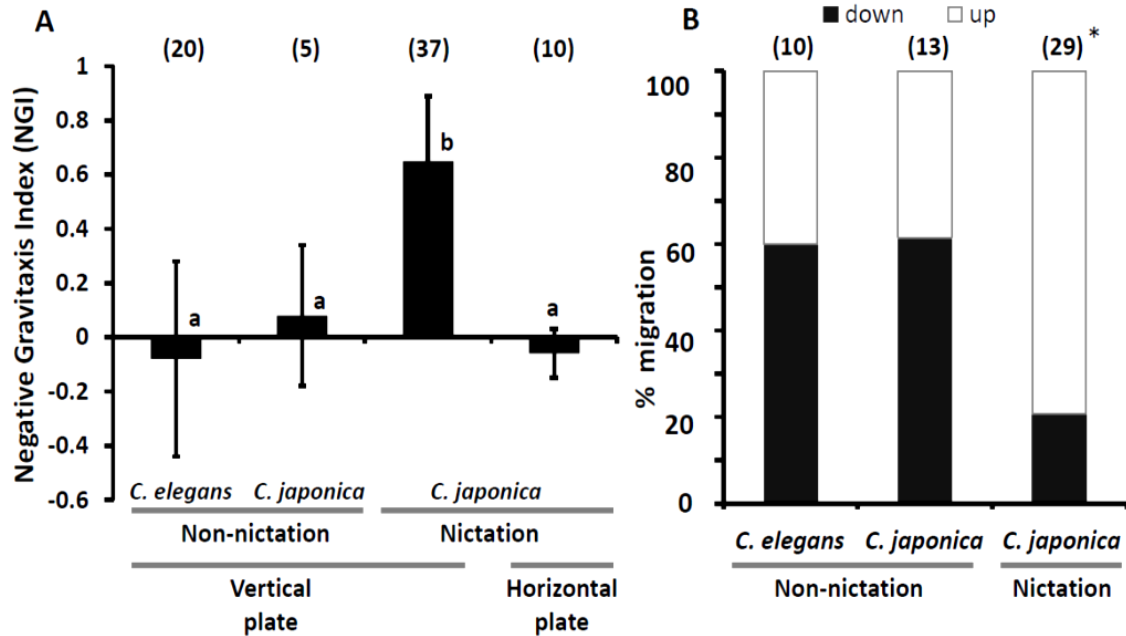 A
(20) (5) (37) (10)
Negative Gravitaxis Index (NGI)
1
0.8
0.6
0.4
0.2
0
-0.2
-0.4
-0.6
a a b a
C. elegans C. japonica C. japonica
Non-nictation Nictation
Vertical plate Horizontal plate
B
down up
(10) (13) (29) *
% migration
100
80
60
40
20
0
C. elegans C. japonica C. japonica
Non-nictation Nictation